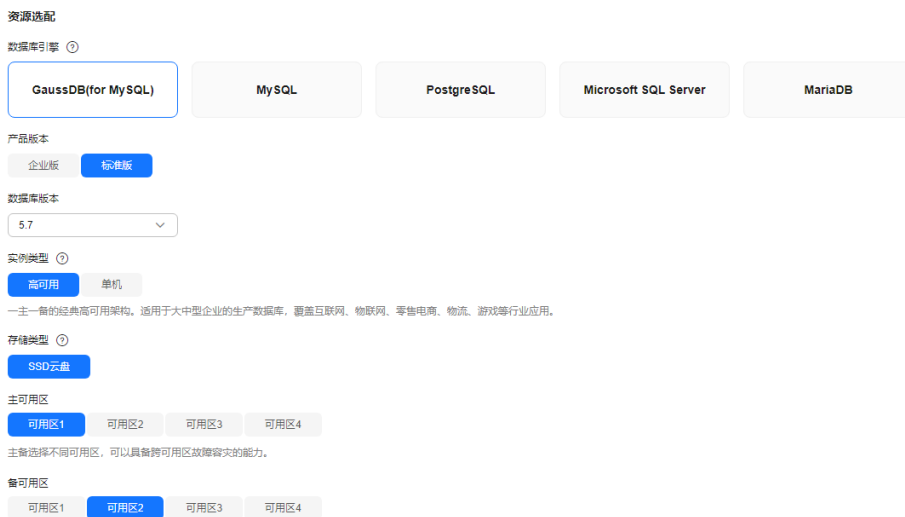 资源选配
数据库引擎 ?
GaussDB(for MySQL) MySQL PostgreSQL Microsoft SQL Server MariaDB
产品版本
企业版 标准版
数据库版本
5.7
实例类型 ?
高可用 单机
一主一备的经典高可用架构。适用于大中型企业的生产数据库，覆盖互联网、物联网、零售电商、物流、游戏等行业应用。
存储类型 ?
SSD云盘
主可用区
可用区1 可用区2 可用区3 可用区4
主备选择不同可用区，可以具备跨可用区故障容灾的能力。
备可用区
可用区1 可用区2 可用区3 可用区4